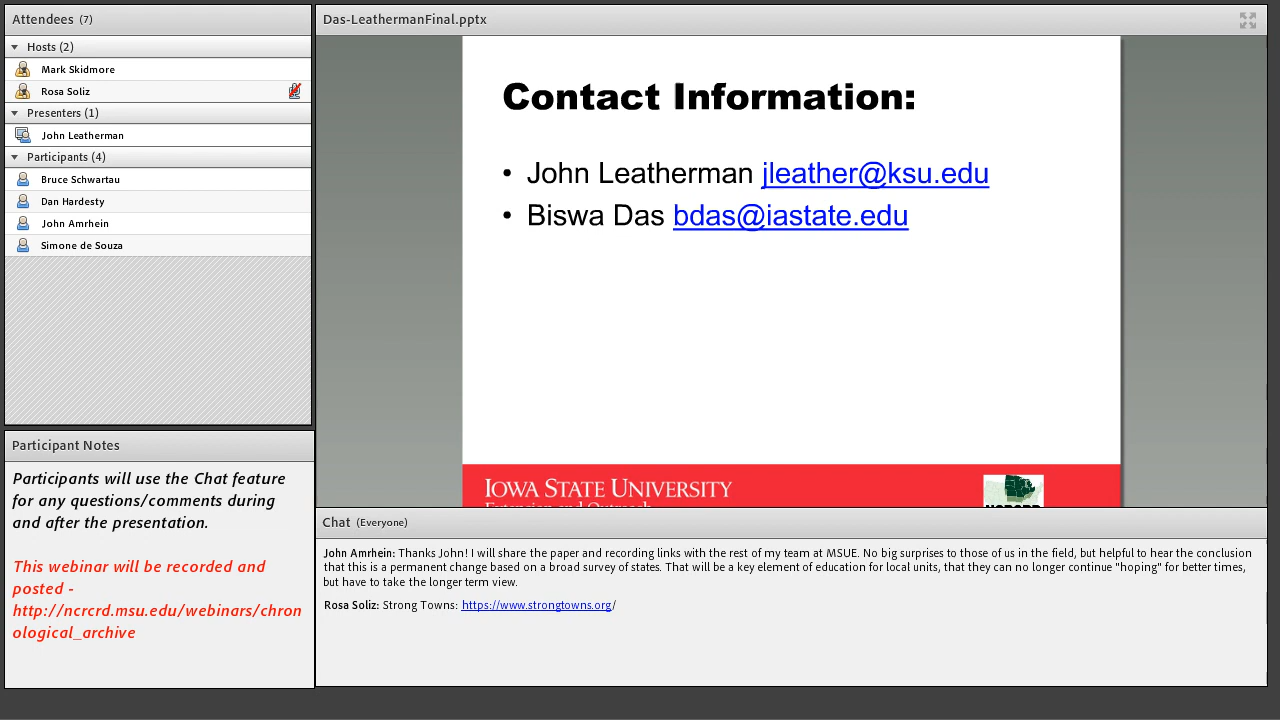 Attendees (7)
Hosts (2)
Mark Skidmore
Rosa Soliz
Presenters (1)
John Leatherman
Participants (4)
Bruce Schwartau
Dan Hardesty
John Amrhein
Simone de Souza
Participant Notes
Participants will use the Chat feature
for any questions/comments during
and after the presentation.
This webinar will be recorded and
posted -
http://ncrcrd.msu.edu/webinars/chron
ological_archive
Das-LeathermanFinal.pptx
Contact Information:
• John Leatherman jleather@ksu.edu
• Biswa Das bdas@iastate.edu
IOWA STATE UNIVERSITY
Extension and Outreach
Chat (Everyone)
John Amrhein: Thanks John! I will share the paper and recording links with the rest of my team at MSUE. No big surprises to those of us in the field, but helpful to hear the conclusion
that this is a permanent change based on a broad survey of states. That will be a key element of education for local units, that they can no longer continue "hoping" for better times,
but have to take the longer term view.
Rosa Soliz: Strong Towns: https://www.strongtowns.org/